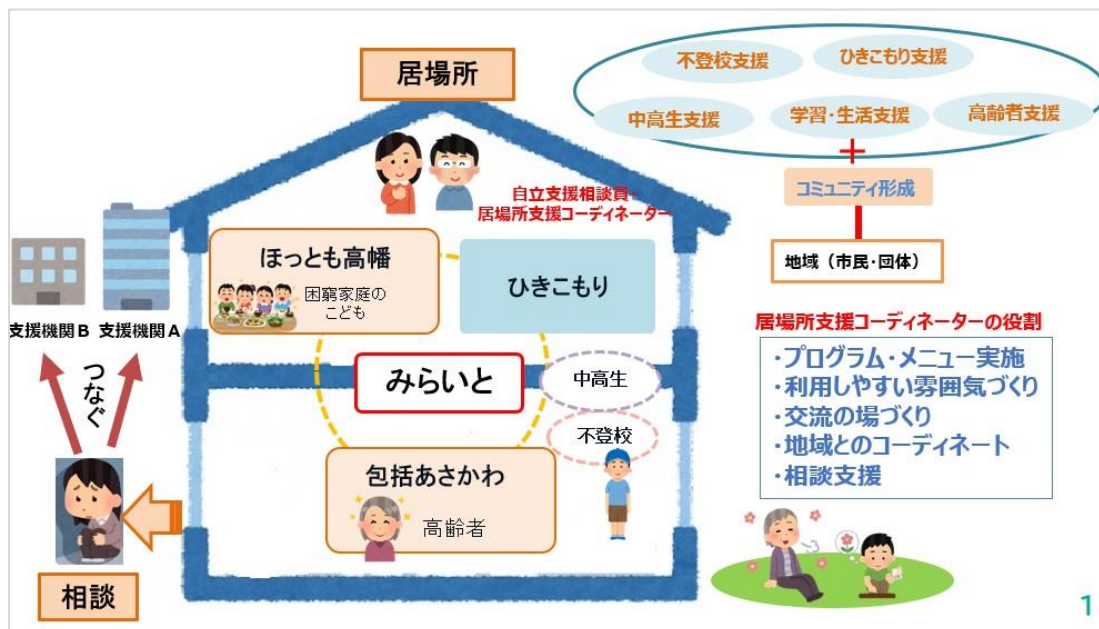 居場所
不登校支援
ひきこもり支援
中高生支援
学習・生活支援
高齢者支援
+
コミュニティ形成
地域（市民・団体）
自立支援相談員・
居場所支援コーディネーター
ほっとも高幡
困窮家庭の
こども
ひきこもり
みらいと
中高生
不登校
包括あさかわ
高齢者
支援機関B
支援機関A
つなぐ
相談
居場所支援コーディネーターの役割
・プログラム・メニュー実施
・利用しやすい雰囲気づくり
・交流の場づくり
・地域とのコーディネート
・相談支援
1